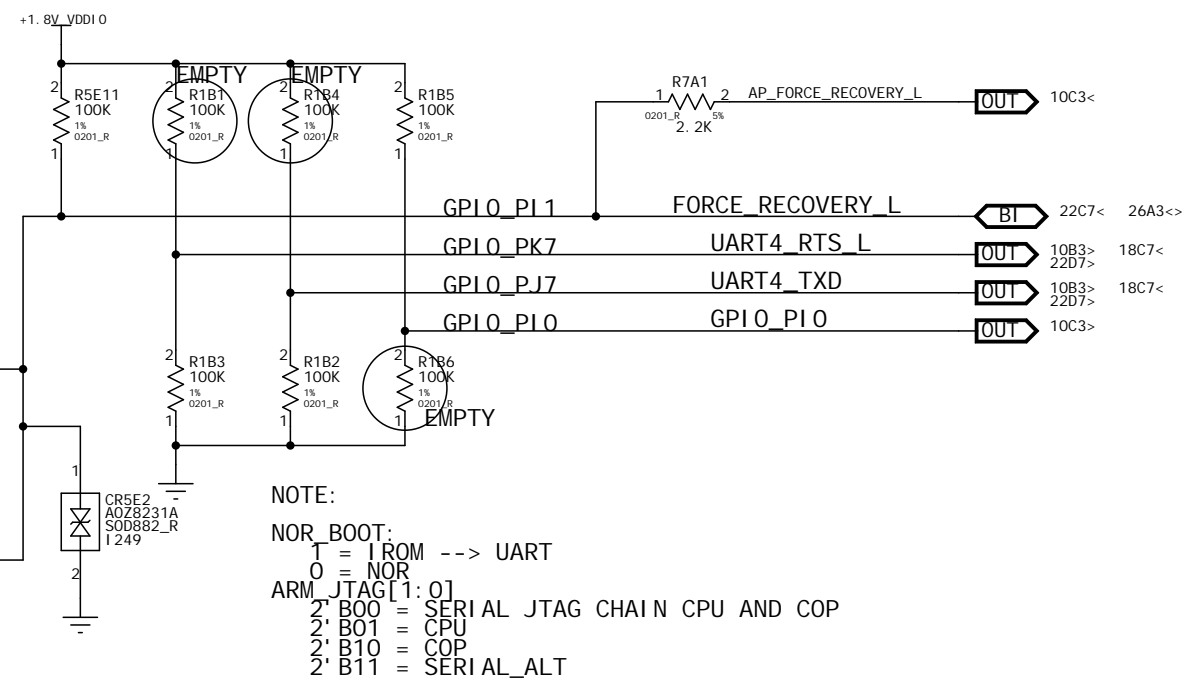 +1.8V_VDDIO
EMPTY
EMPTY
2
R5E11
100K
1%
0201_R
1
2
R1B1
100K
1%
0201_R
1
2
R1B4
100K
1%
0201_R
1
2
R1B5
100K
1%
0201_R
1
R7A1
1
2
0201_R
5%
2.2K
AP_FORCE_RECOVERY_L
OUT
10C3<
GPIO_PI1
FORCE_RECOVERY_L
BI
22C7< 26A3<>
GPIO_PK7
UART4_RTS_L
OUT
10B3> 18C7<
22D7>
GPIO_PJ7
UART4_TXD
OUT
10B3> 18C7<
22D7>
GPIO_PI0
GPIO_PI0
OUT
10C3>
2
R1B3
100K
1%
0201_R
1
2
R1B2
100K
1%
0201_R
1
2
R1B6
100K
1%
0201_R
1
EMPTY
1
CR5E2
AOZ8231A
SOD882_R
I249
2
NOTE:
NOR_BOOT:
1 = IROM --> UART
0 = NOR
ARM_JTAG[1:0]
2'B00 = SERIAL JTAG CHAIN CPU AND COP
2'B01 = CPU
2'B10 = COP
2'B11 = SERIAL_ALT